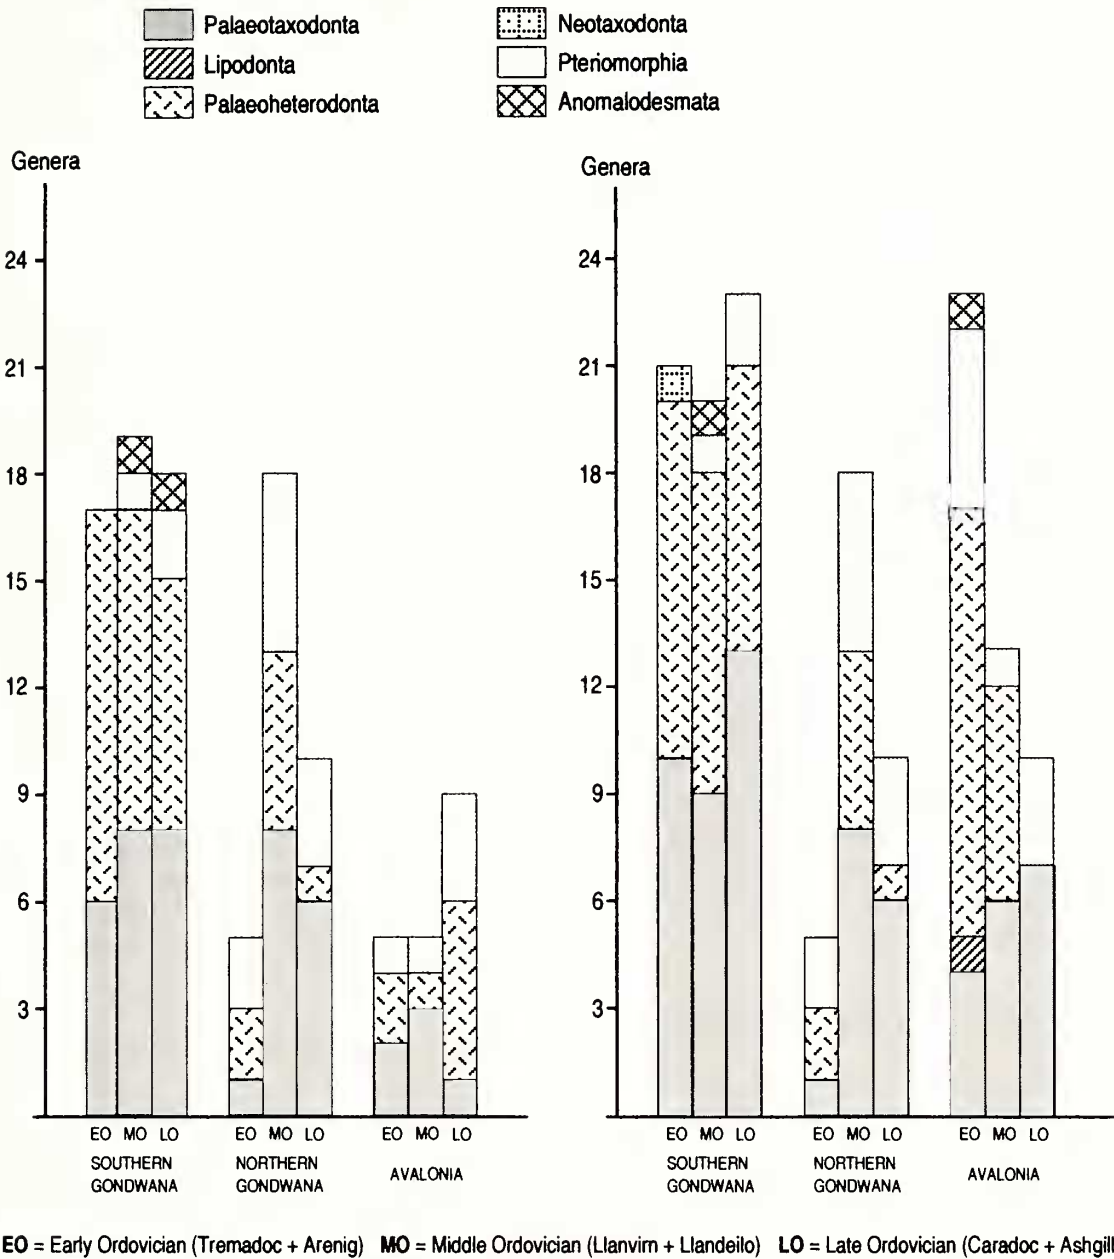 Palaeotaxodonta
Lipodonta
Palaeoheterodonta
Neotaxodonta
Pteriomorphia
Anomalodesmata
Genera
24
21
18
15
12
9
6
3
EO MO LO
SOUTHERN
GONDWANA
EO MO LO
NORTHERN
GONDWANA
EO MO LO
AVALONIA
Genera
24
21
18
15
12
9
6
3
EO MO LO
SOUTHERN
GONDWANA
EO MO LO
NORTHERN
GONDWANA
EO MO LO
AVALONIA
EO = Early Ordovician (Tremadoc + Arenig) MO = Middle Ordovician (Llanvirn + Llandeilo) LO = Late Ordovician (Caradoc + Ashgill